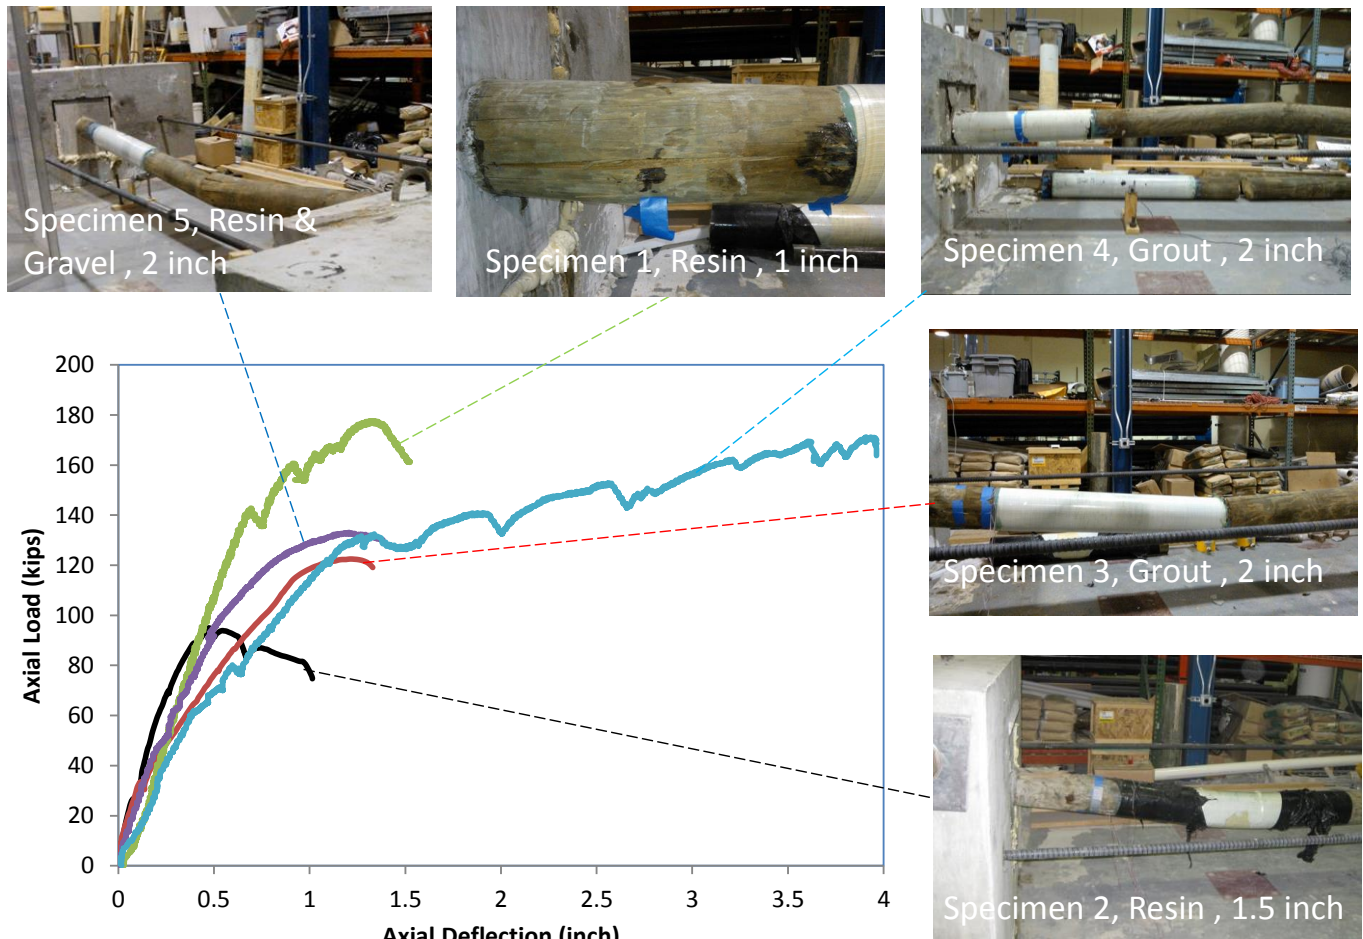 Specimen 5, Resin &
Gravel , 2 inch
Specimen 1, Resin , 1 inch
Specimen 4, Grout , 2 inch
Specimen 3, Grout , 2 inch
Specimen 2, Resin , 1.5 inch
Axial Load (kips)
200
180
160
140
120
100
80
60
40
20
0
0 0.5 1 1.5 2 2.5 3 3.5 4
Axial Deflection (inch)